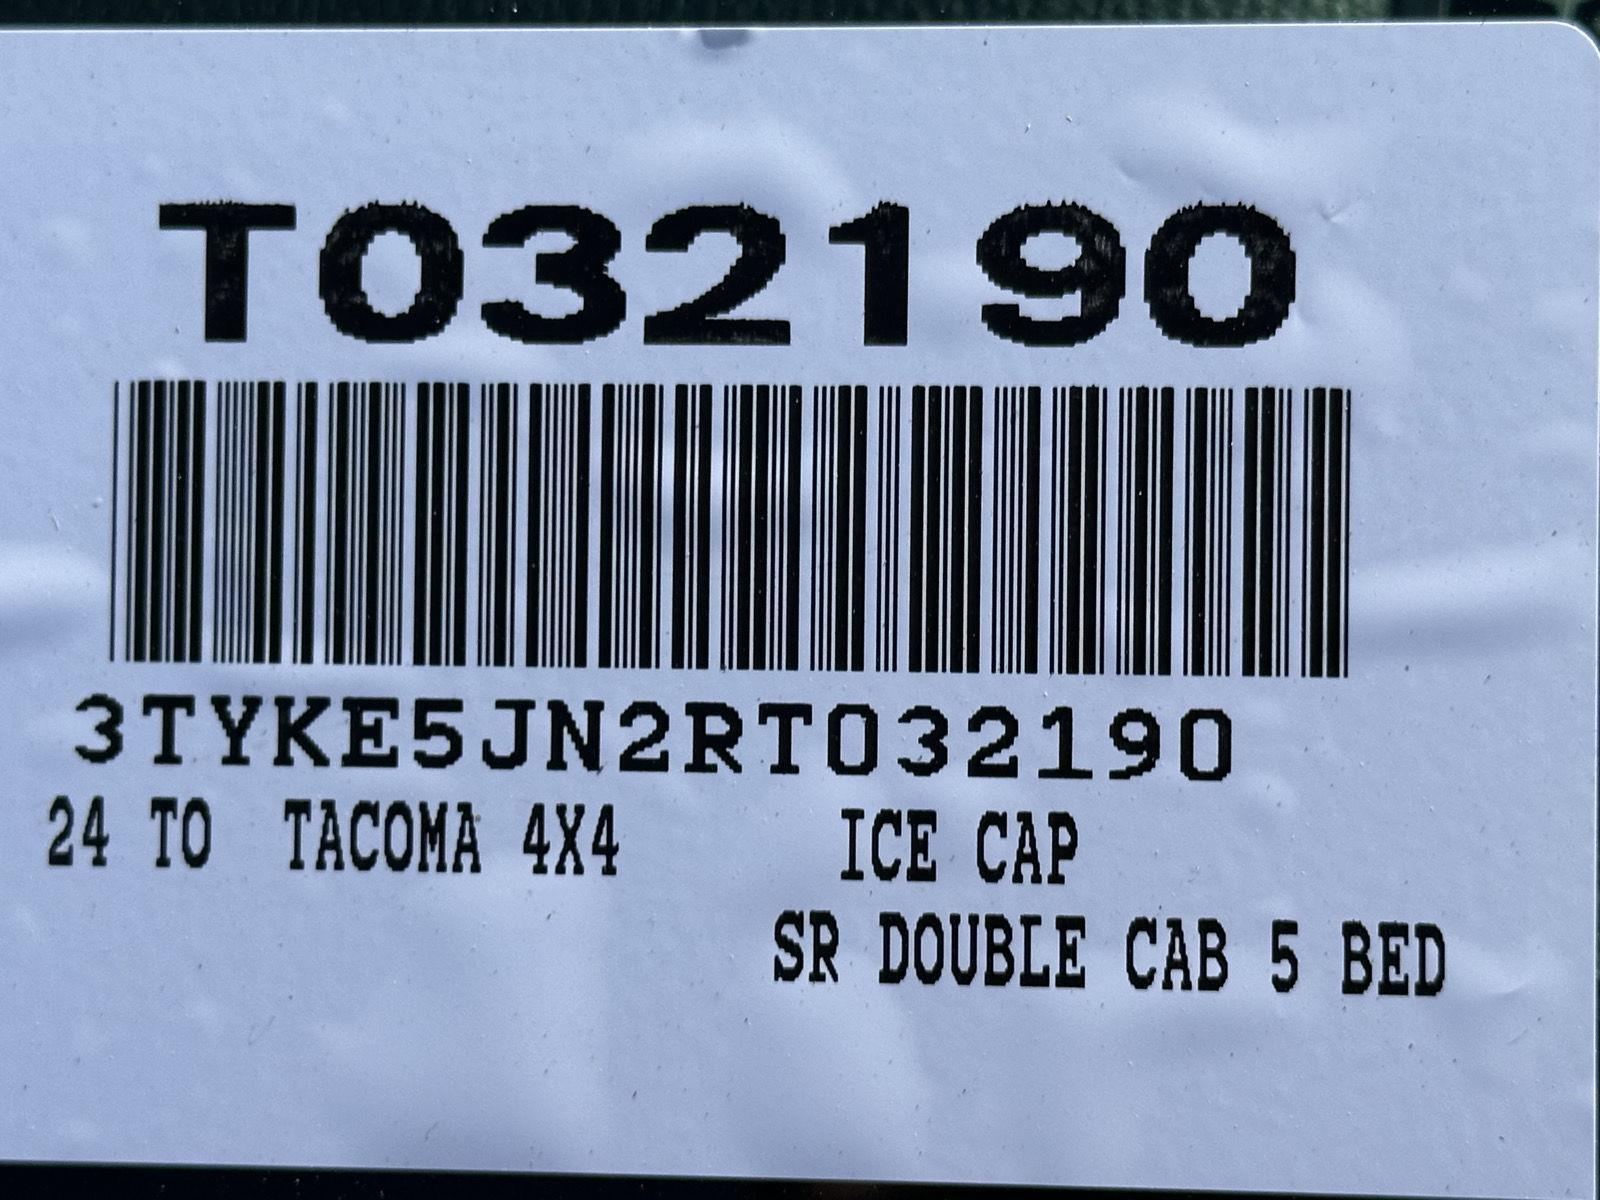 T032190
3TYKE5JN2RT032190
24 TO TACOMA 4X4 ICE CAP
SR DOUBLE CAB 5 BED